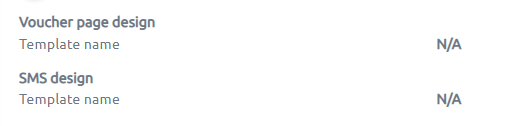 Voucher page design
Template name N/A
SMS design
Template name N/A